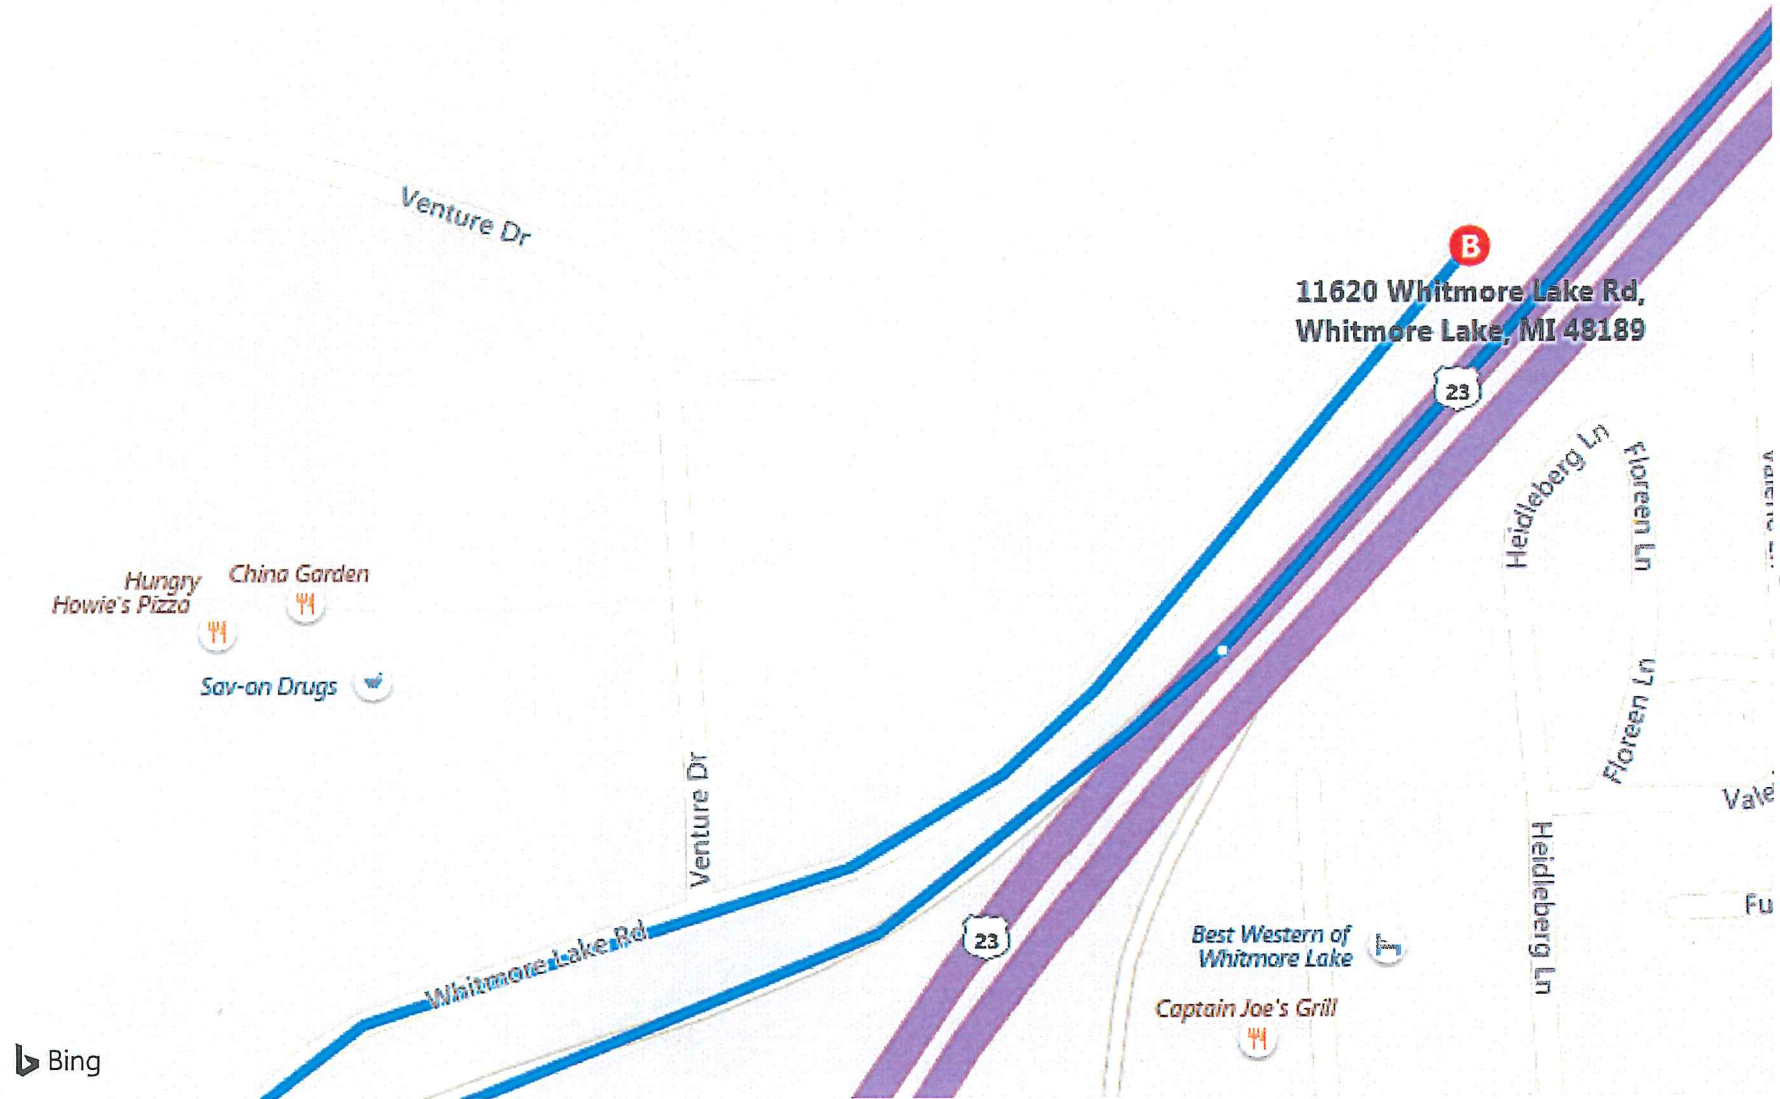 Venture Dr
B
11620 Whitmore Lake Rd,
Whitmore Lake, MI 48189
23
Heidleberg Ln
Floreen Ln
Hungry
Howie's Pizza
China Garden
Sav-on Drugs
Floreen Ln
Venture Dr
Heidleberg Ln
Whitmore Lake Rd
23
Best Western of
Whitmore Lake
Captain Joe's Grill
Fu
Bing